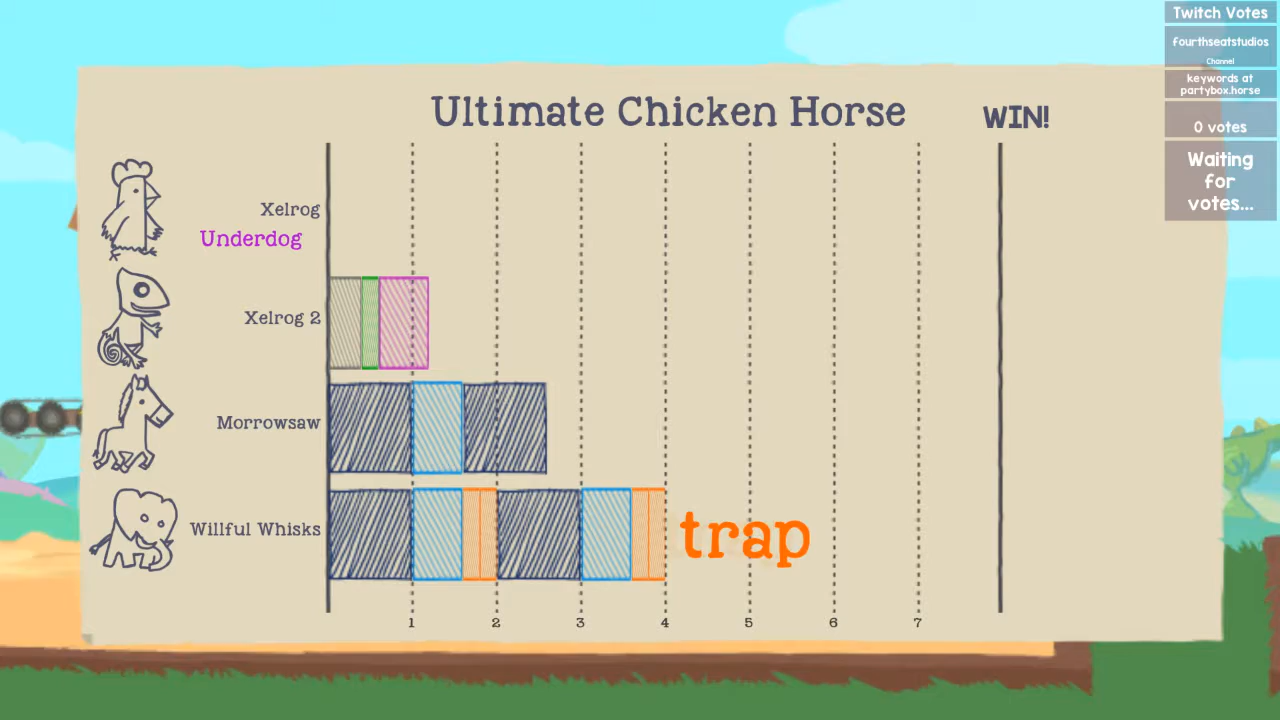 Ultimate Chicken Horse
WIN!
Xelrog
Underdog
Xelrog 2
Morrowsaw
Willful Whisks
trap
1 2 3 4 5 6 7
Twitch Votes
fourthseatstudios
Channel
keywords at
partybox.horse
0 votes
Waiting
for
votes...